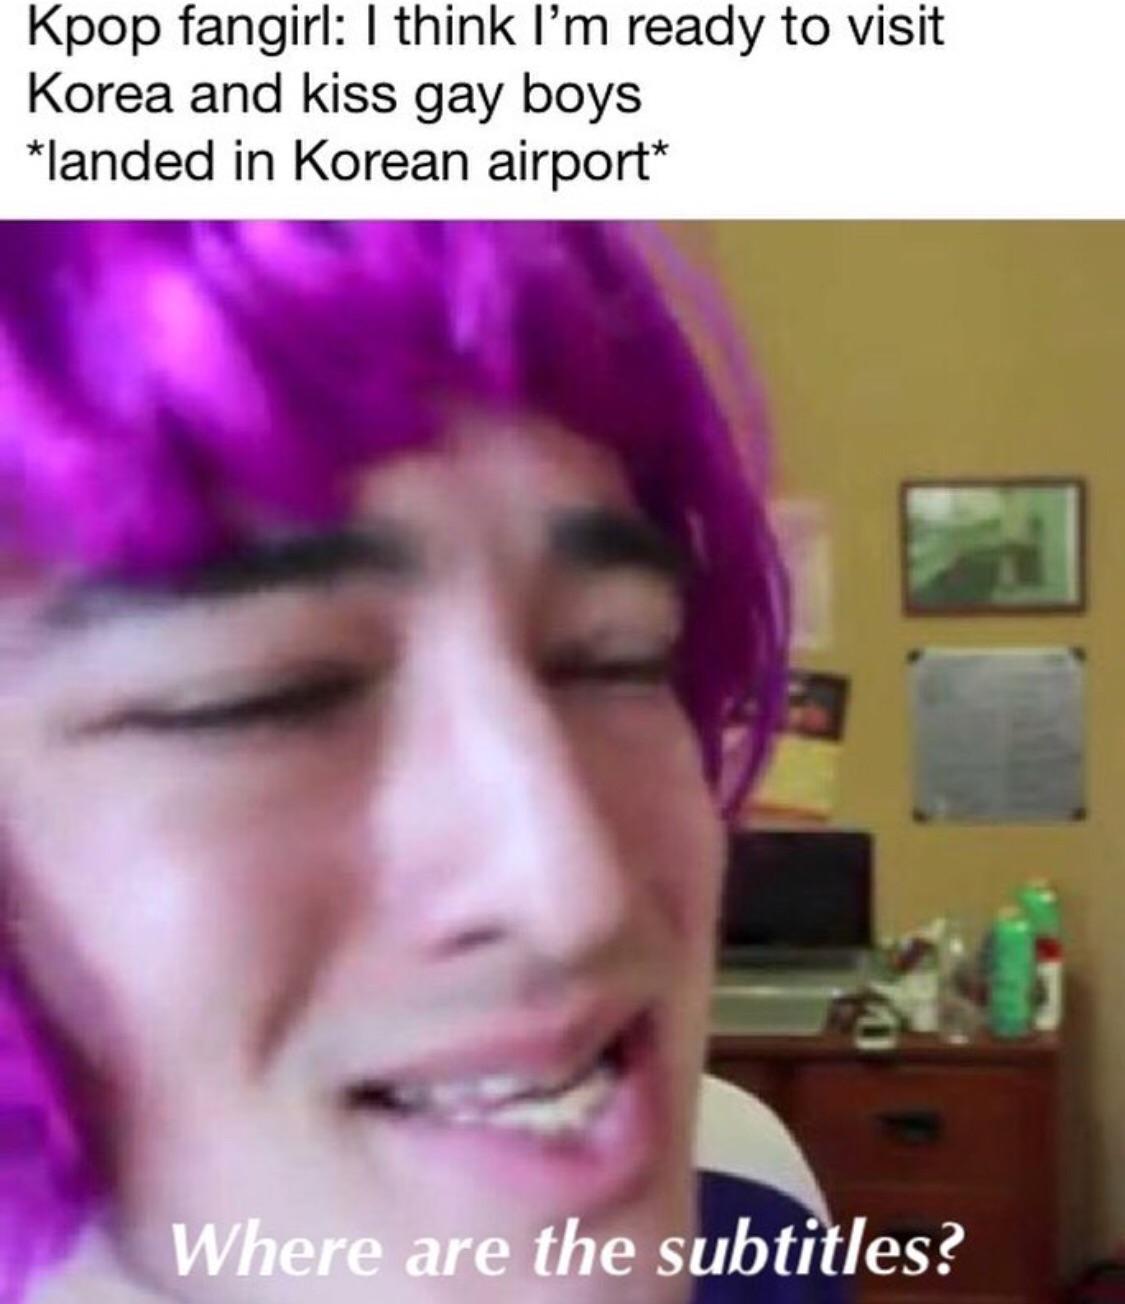 Kpop fangirl: I think I’m ready to visit
Korea and kiss gay boys
*landed in Korean airport*
Where are the subtitles?